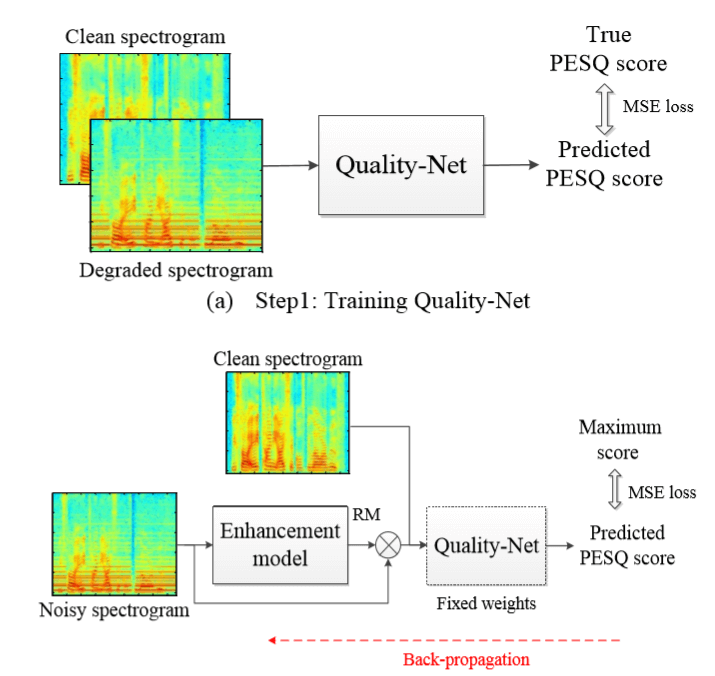 Clean spectrogram
True
PESQ score
MSE loss
Quality-Net
Predicted
PESQ score
Degraded spectrogram
(a) Step1: Training Quality-Net
Clean spectrogram
Maximum
score
MSE loss
RM
Enhancement
model
Quality-Net
Predicted
PESQ score
Noisy spectrogram
Fixed weights
Back-propagation